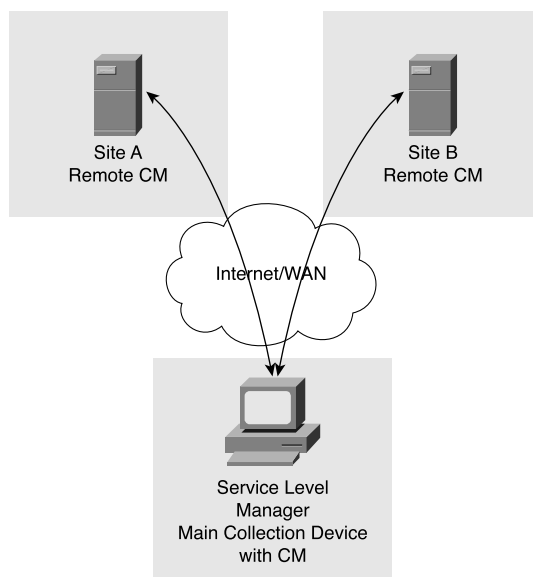 Site A
Remote CM
Site B
Remote CM
Internet/WAN
Service Level
Manager
Main Collection Device
with CM